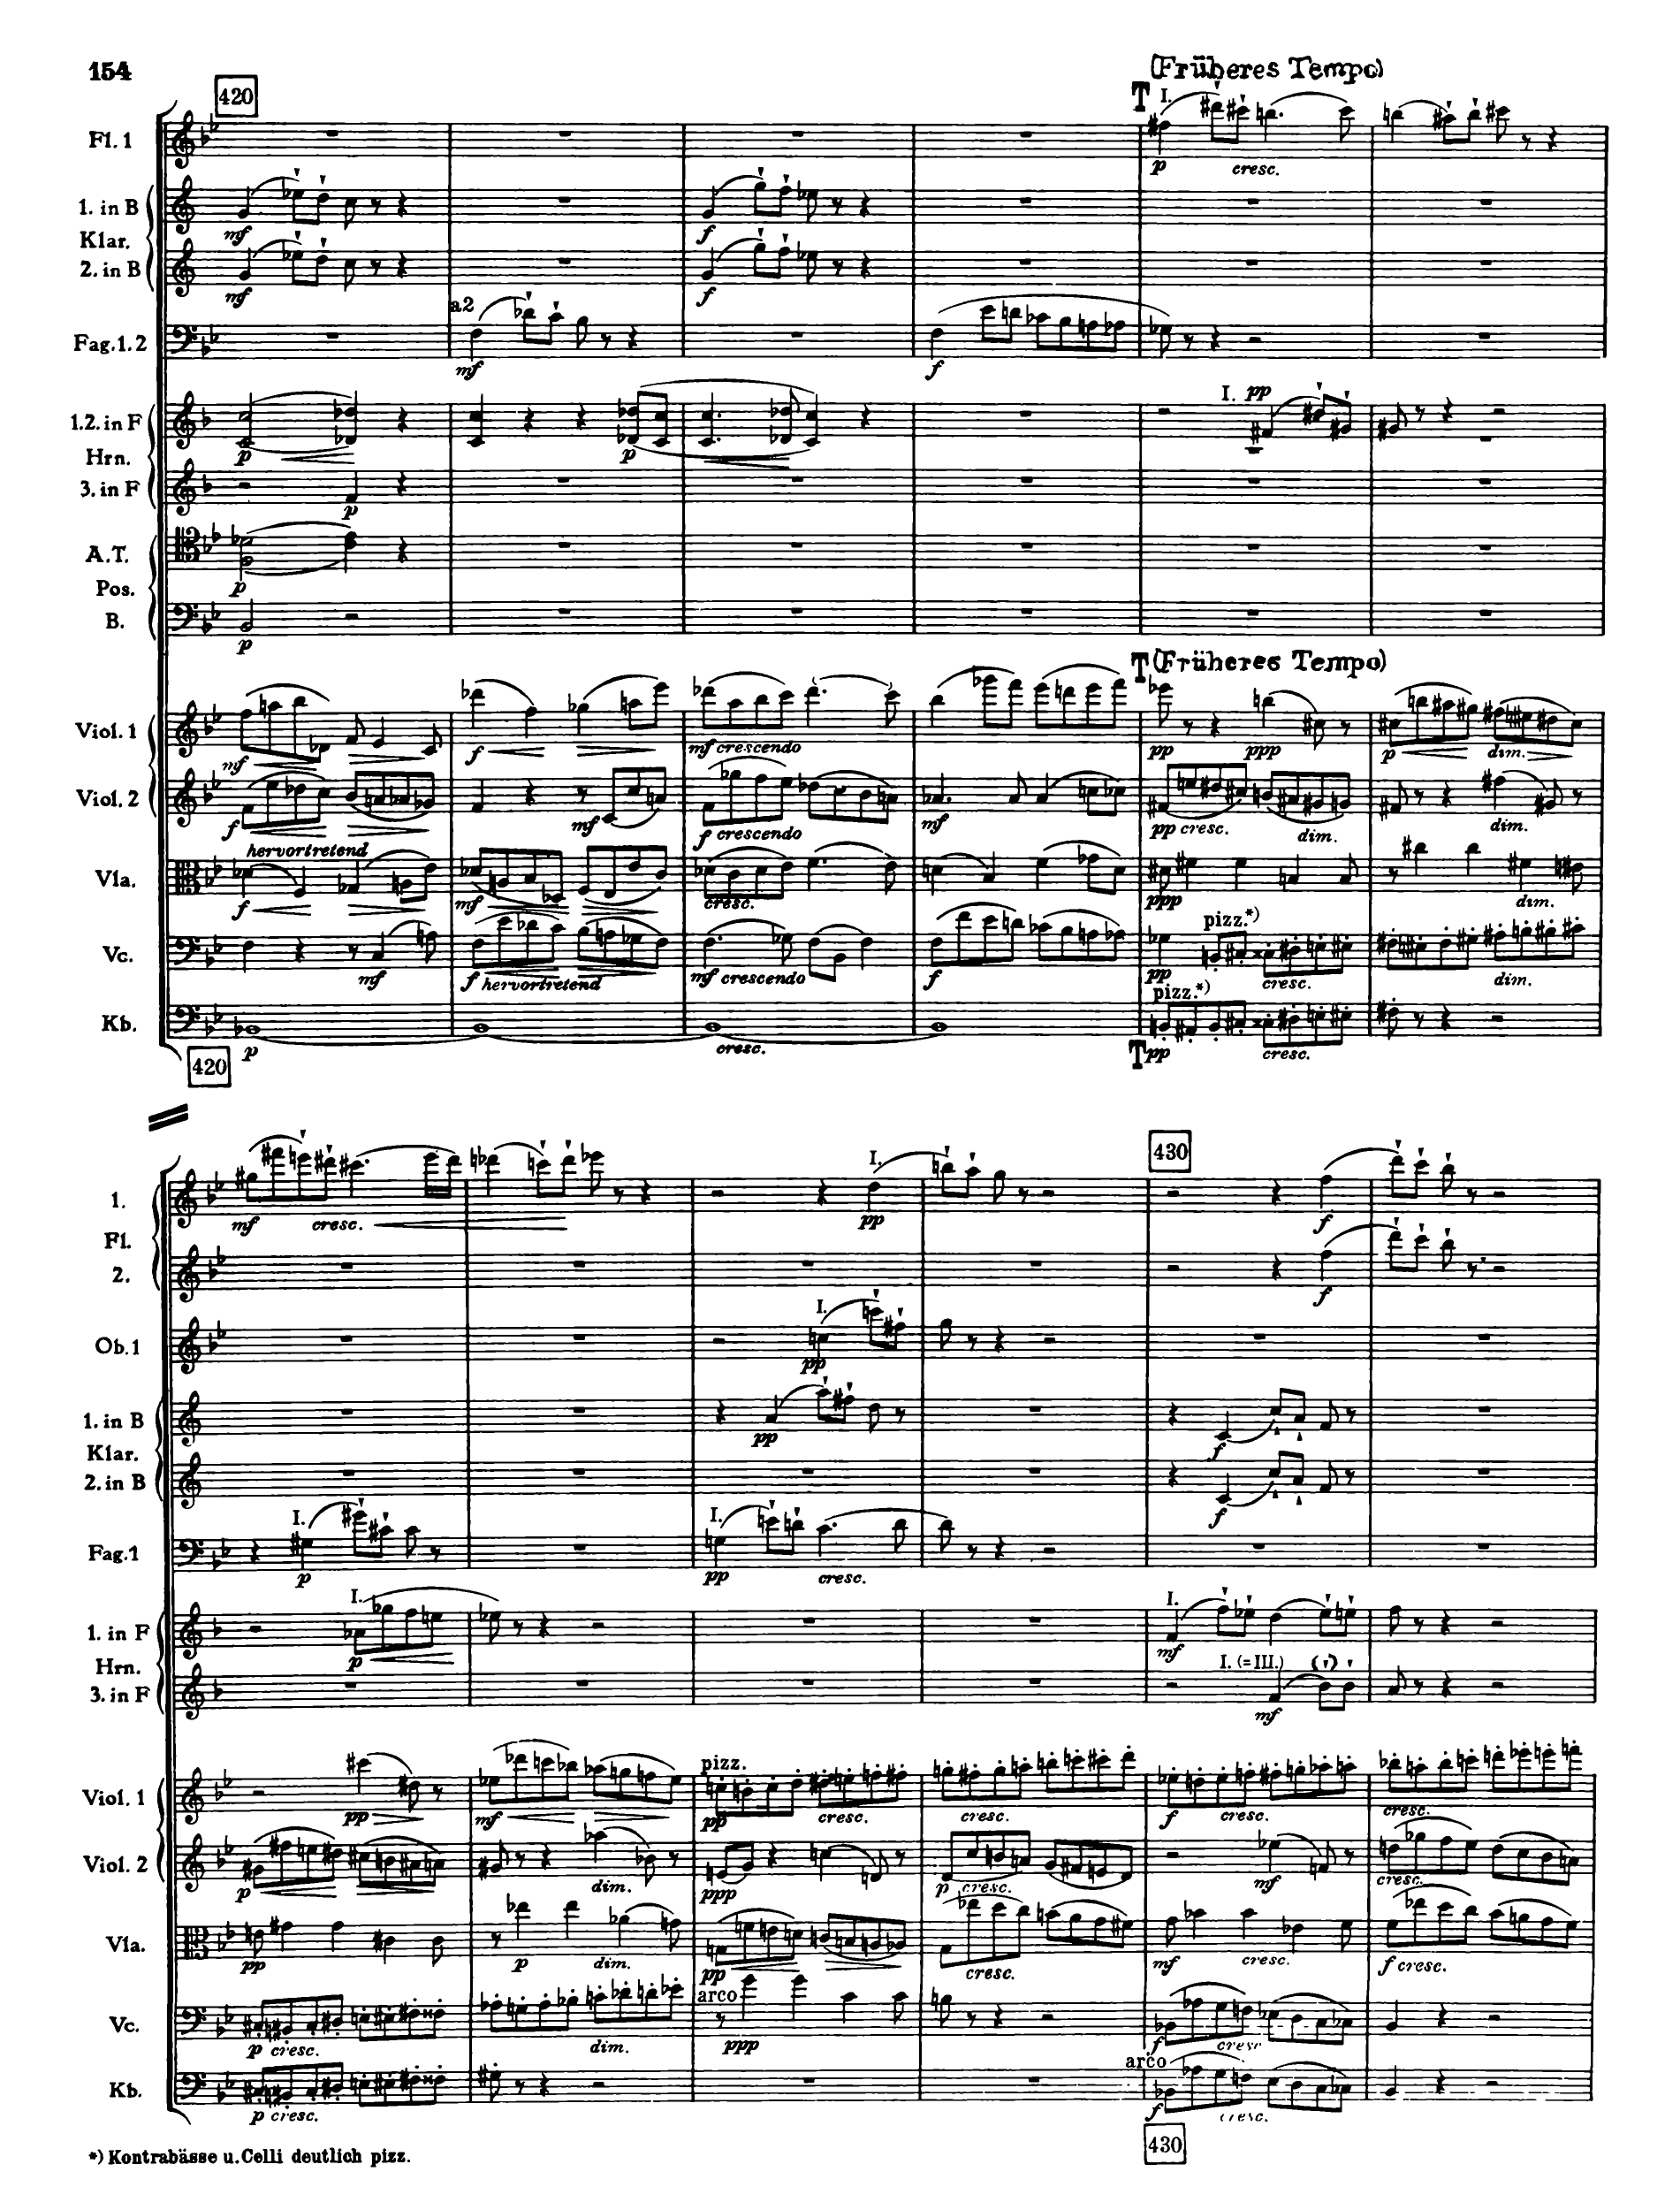 154
420
(Früheres Tempo)
T I.
Fl. 1
p cresc.
1. in B
mf f
Klar.
2. in B
mf f
a2
Fag. 1. 2
mf f
I. pp
1.2. in F
p p
Hrn.
3. in F
p
A.T.
p
Pos.
B.
p
T (Früheres Tempo)
Viol. 1
mf f mf crescendo pp ppp p dim.
Viol. 2
f mf f crescendo mf pp cresc. dim. dim.
hervortretend
Vla.
f mf cresc. ppp dim.
pizz.*)
Vc.
mf f hervortretend mf crescendo f pp cresc. dim.
pizz.*)
Kb.
p cresc. pp cresc.
420 T
430
I.
1.
mf cresc. pp f
Fl.
2.
f
I.
Ob. 1
pp
1. in B
pp f
Klar.
2. in B
f
I. I.
Fag. 1
p pp cresc.
I. I.
1. in F
p mf
Hrn.
I. (=III.)
3. in F
mf
pizz.
Viol. 1
pp mf pp cresc. cresc. f cresc. cresc.
Viol. 2
p dim. ppp p cresc. mf cresc.
Vla.
pp p dim. pp cresc. mf cresc. f cresc.
arco
Vc.
p cresc. dim. ppp f cresc.
arco
Kb.
p cresc. f cresc.
430
*) Kontrabässe u. Celli deutlich pizz.